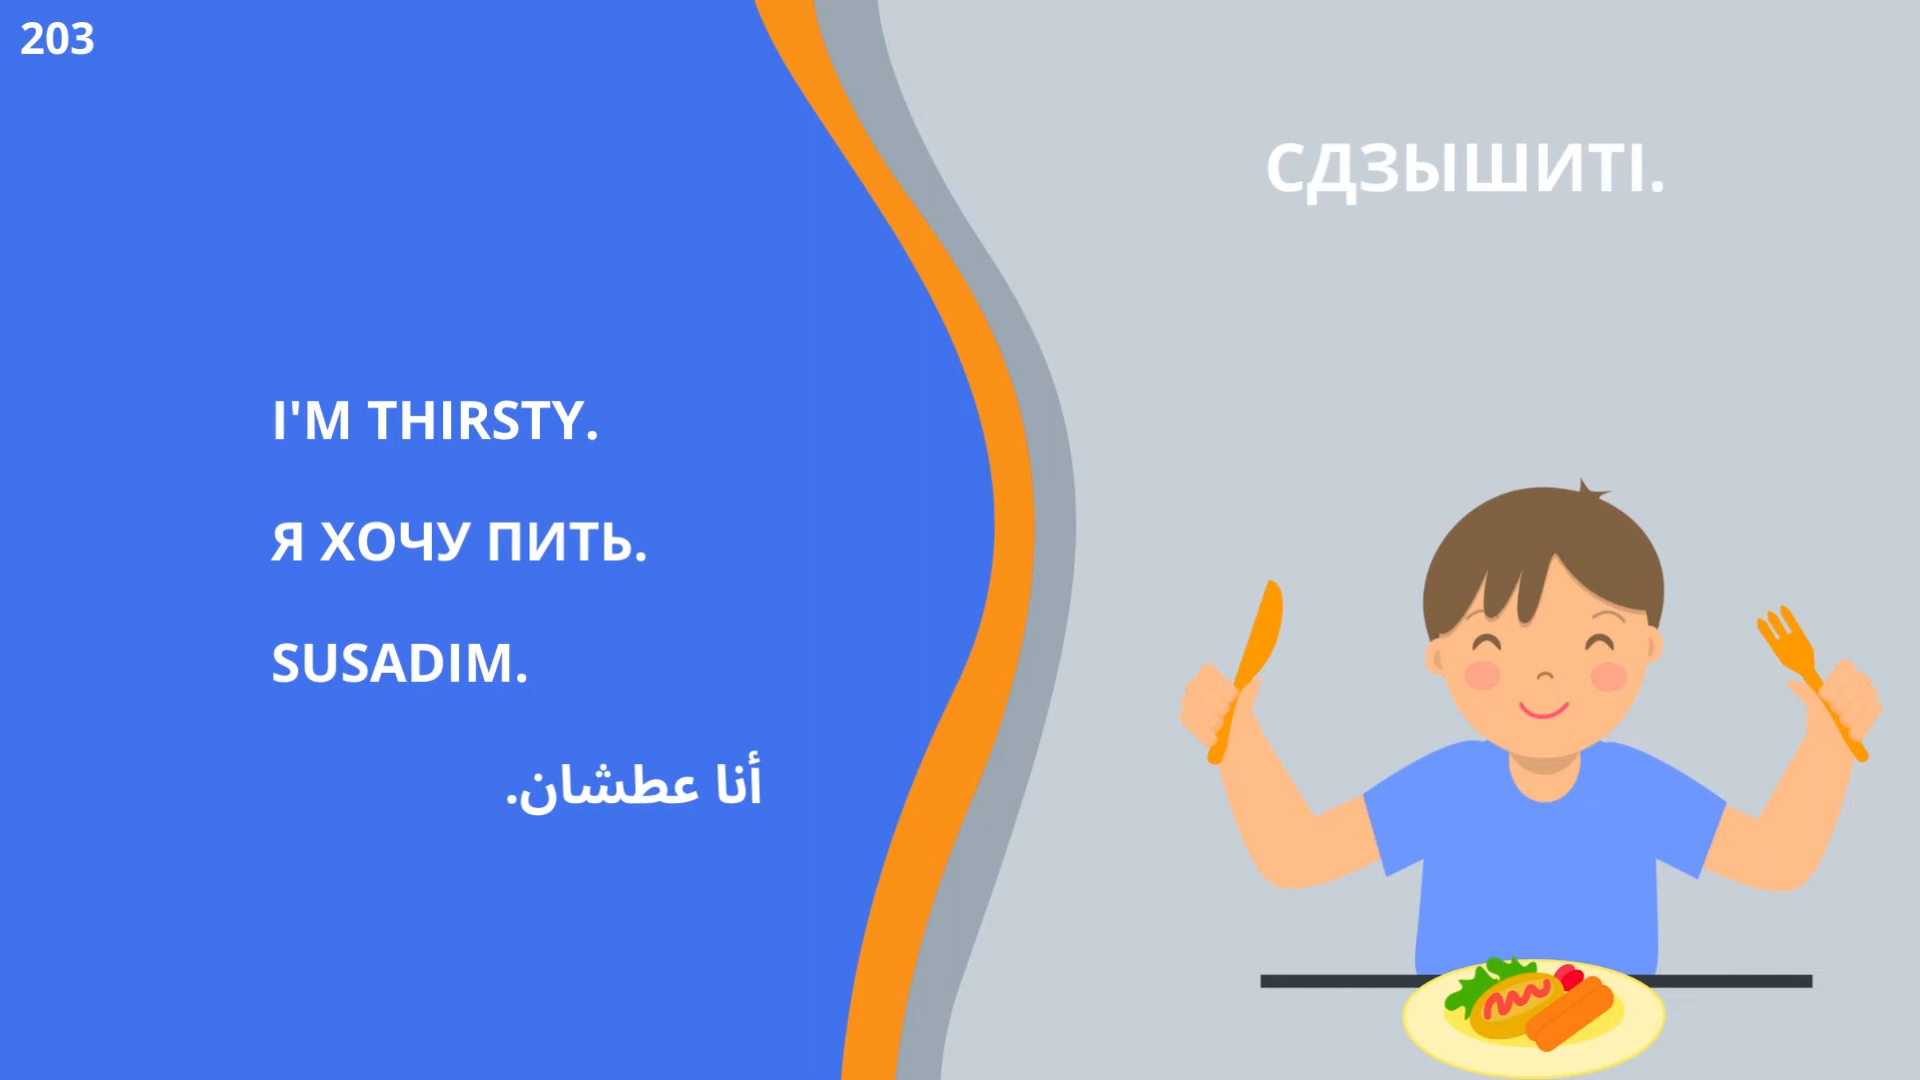 203
I'M THIRSTY.
Я ХОЧУ ПИТЬ.
SUSADIM.
أنا عطشان.
СДЗЫШИТІ.